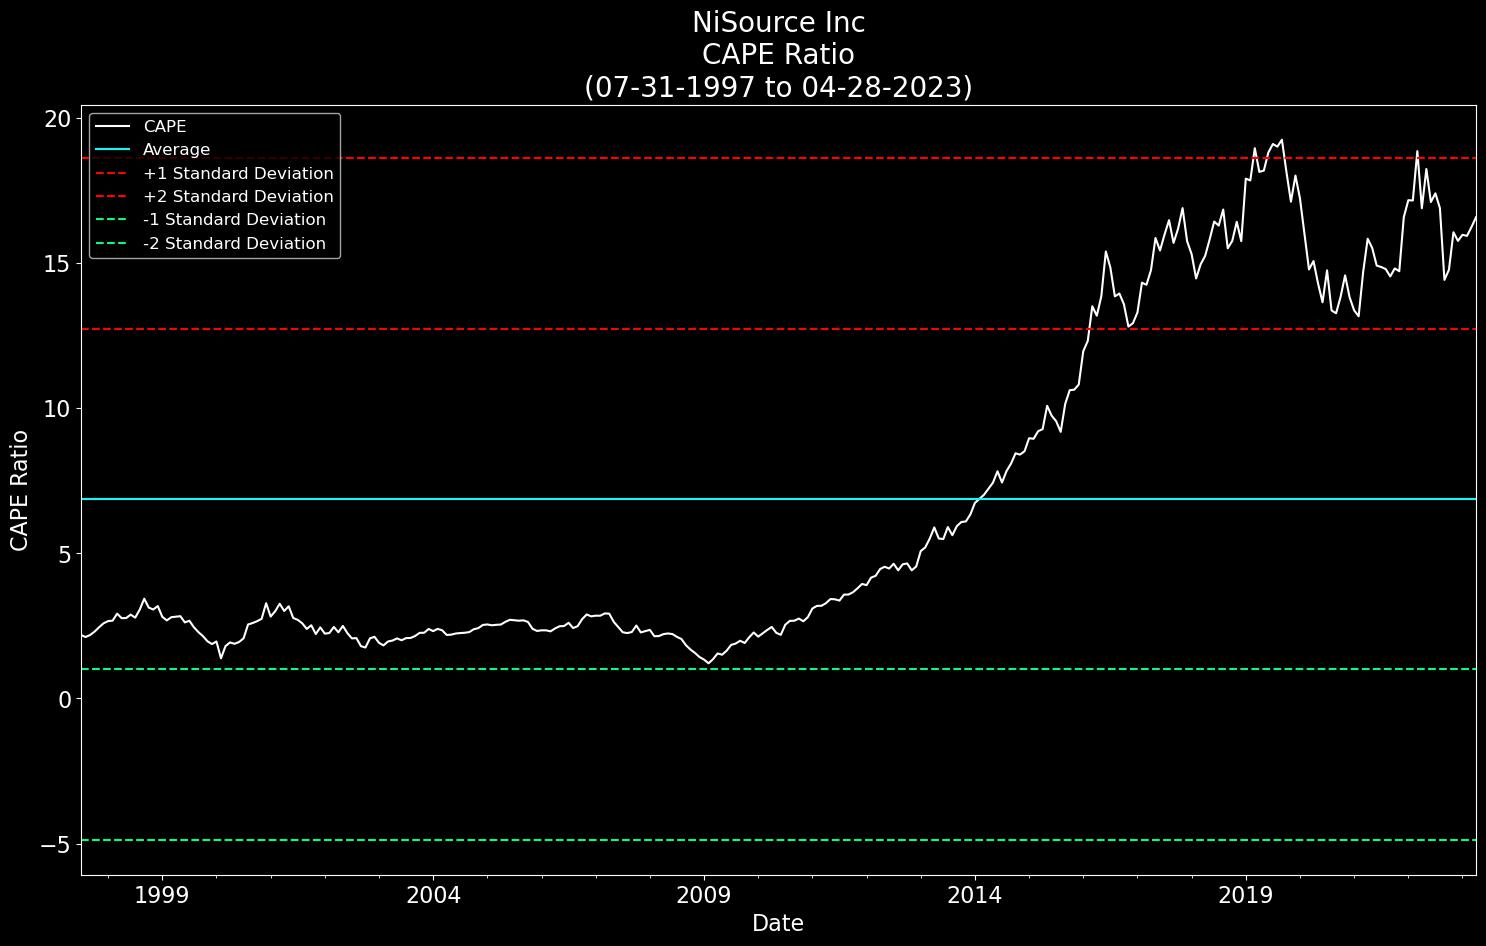 NiSource Inc
CAPE Ratio
(07-31-1997 to 04-28-2023)
CAPE
Average
+1 Standard Deviation
+2 Standard Deviation
-1 Standard Deviation
-2 Standard Deviation
20
15
10
5
0
−5
CAPE Ratio
1999 2004 2009 2014 2019
Date